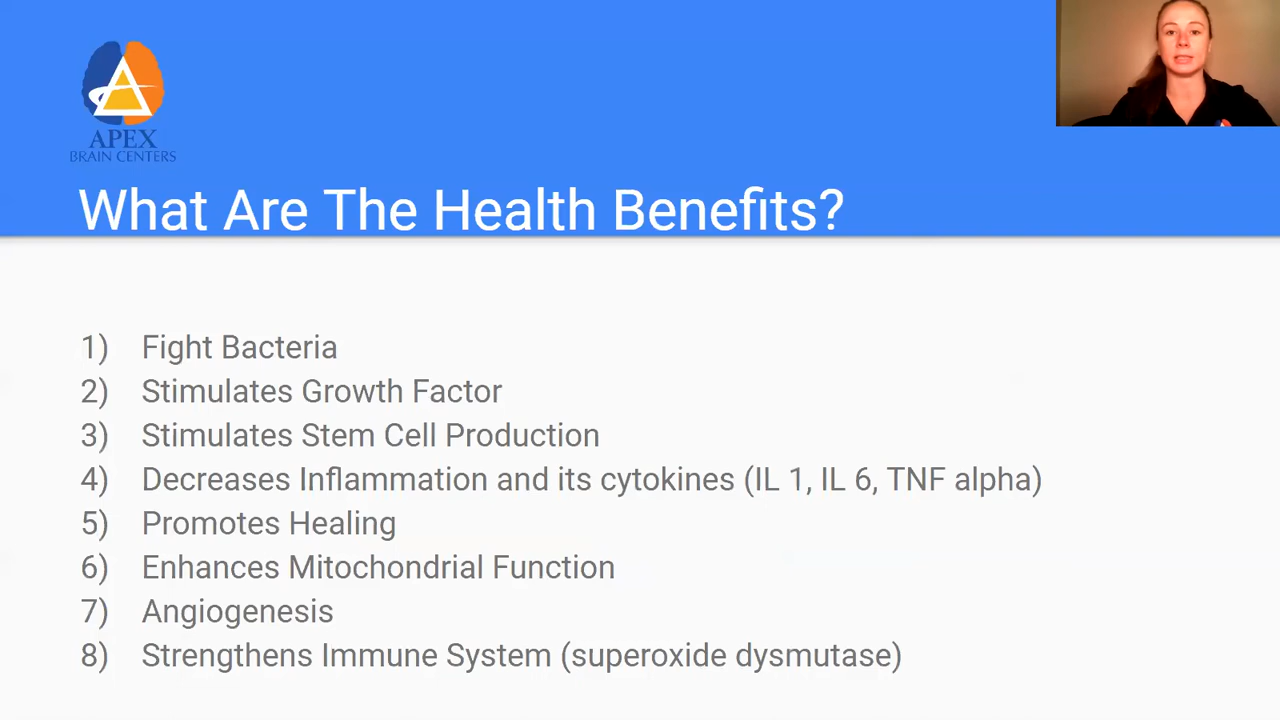 APEX
BRAIN CENTERS
What Are The Health Benefits?
1) Fight Bacteria
2) Stimulates Growth Factor
3) Stimulates Stem Cell Production
4) Decreases Inflammation and its cytokines (IL 1, IL 6, TNF alpha)
5) Promotes Healing
6) Enhances Mitochondrial Function
7) Angiogenesis
8) Strengthens Immune System (superoxide dysmutase)